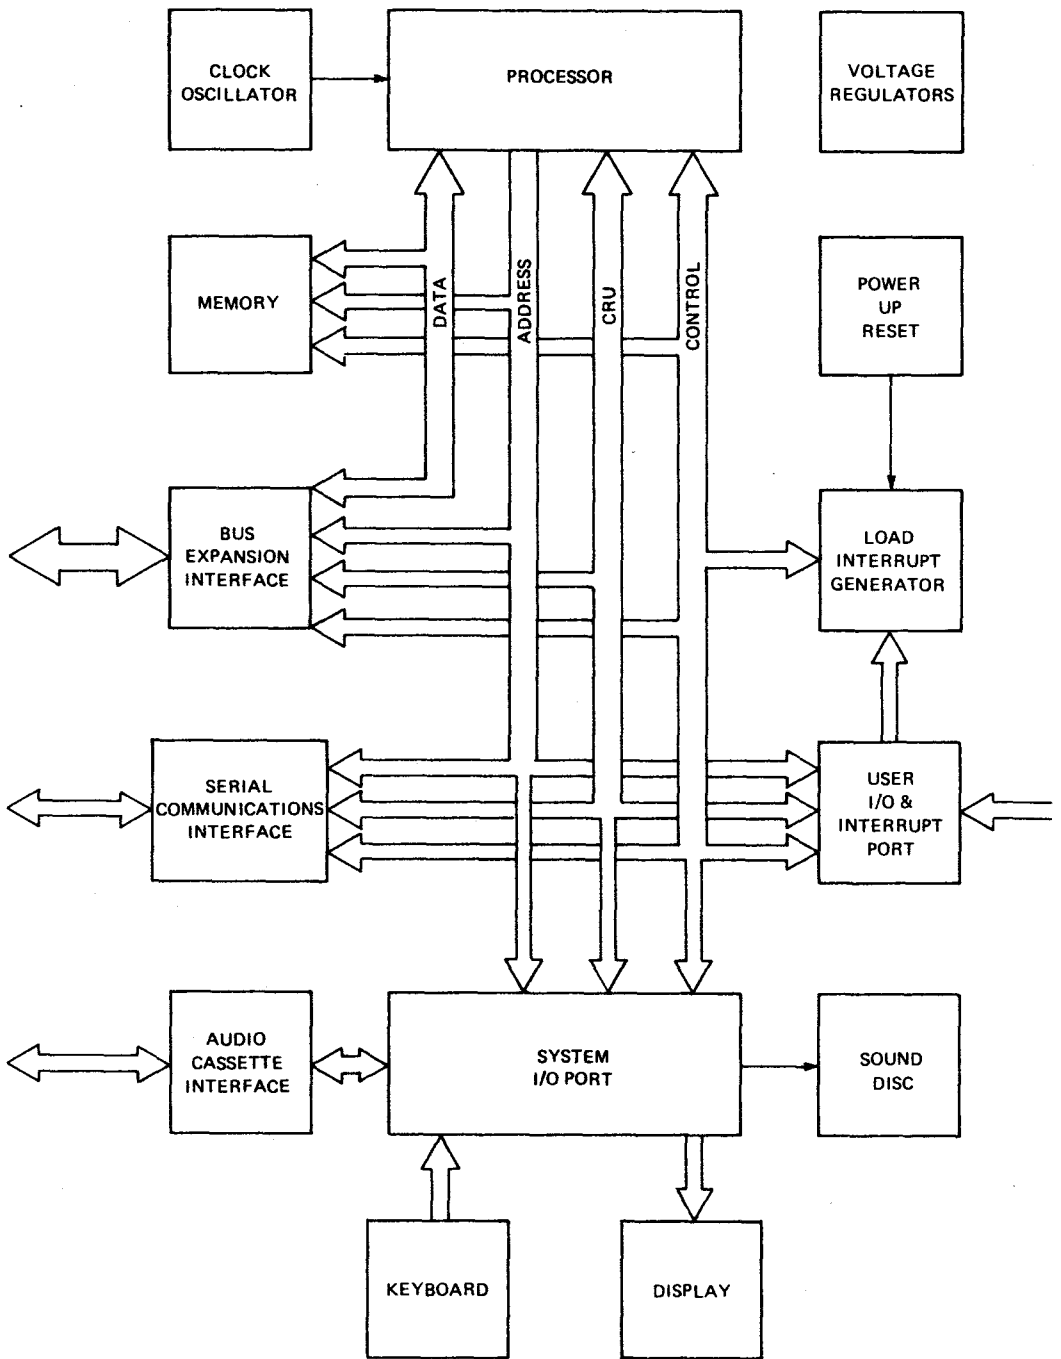 CLOCK
OSCILLATOR
PROCESSOR
VOLTAGE
REGULATORS
MEMORY
DATA
ADDRESS
CRU
CONTROL
POWER
UP
RESET
BUS
EXPANSION
INTERFACE
LOAD
INTERRUPT
GENERATOR
SERIAL
COMMUNICATIONS
INTERFACE
USER
I/O &
INTERRUPT
PORT
AUDIO
CASSETTE
INTERFACE
SYSTEM
I/O PORT
SOUND
DISC
KEYBOARD
DISPLAY